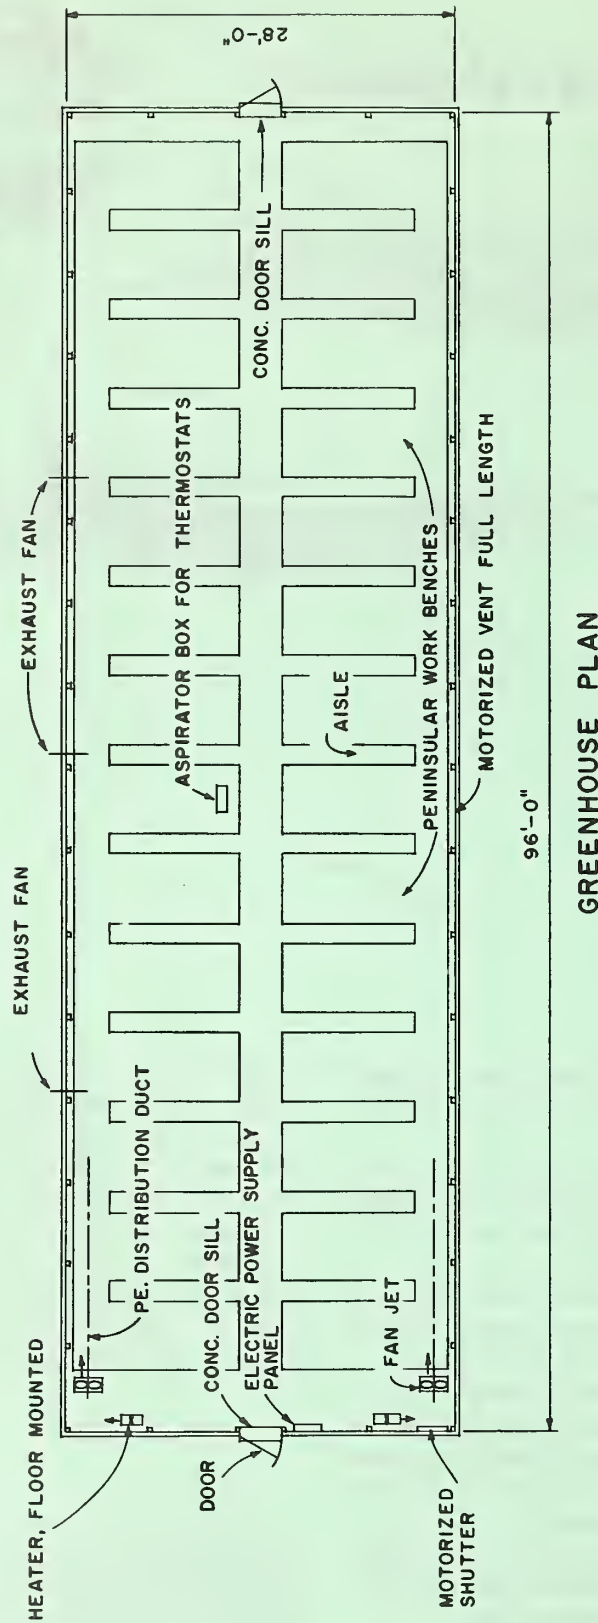 HEATER, FLOOR MOUNTED
EXHAUST FAN
EXHAUST FAN
28'-0"
PE. DISTRIBUTION DUCT
ASPIRATOR BOX FOR THERMOSTATS
DOOR
CONC. DOOR SILL
ELECTRIC POWER SUPPLY
PANEL
CONC. DOOR SILL
AISLE
FAN JET
PENINSULAR WORK BENCHES
MOTORIZED
SHUTTER
MOTORIZED VENT FULL LENGTH
96'-0"
GREENHOUSE PLAN